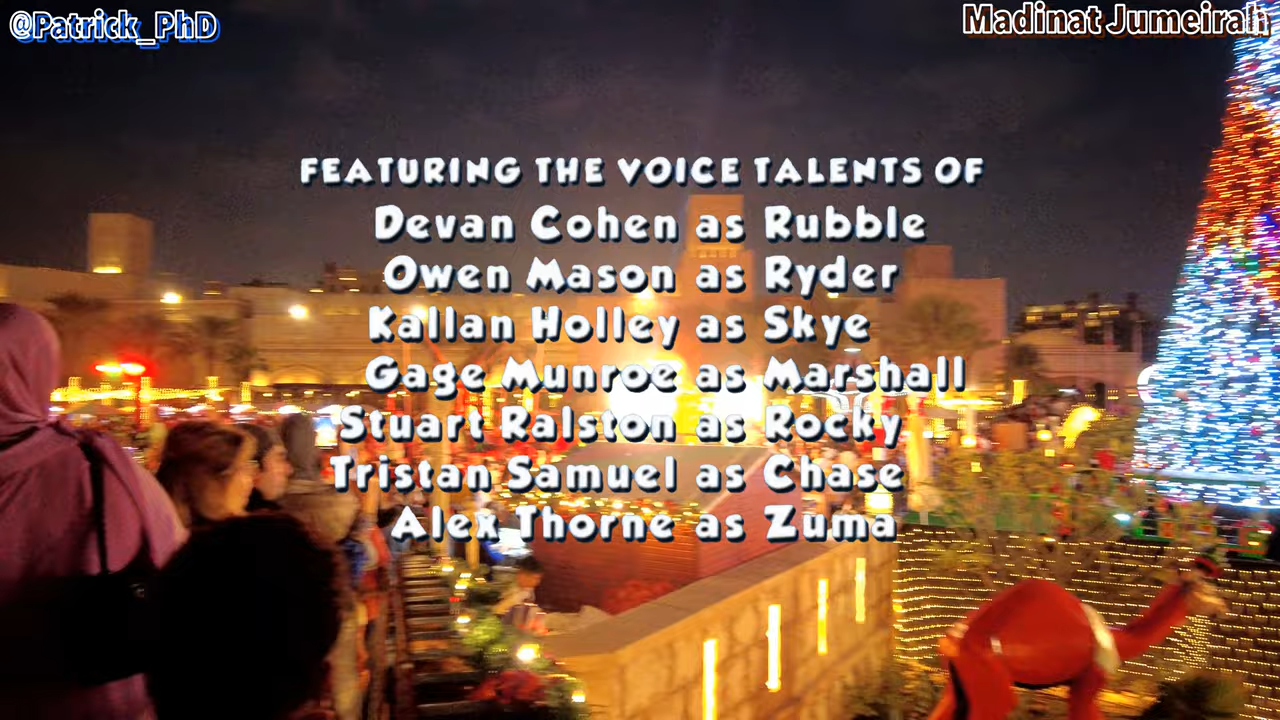 @Patrick_PhD
Madinat Jumeirah
FEATURING THE VOICE TALENTS OF
Devan Cohen as Rubble
Owen Mason as Ryder
Kallan Holley as Skye
Gage Munroe as Marshall
Stuart Ralston as Rocky
Tristan Samuel as Chase
Alex Thorne as Zuma